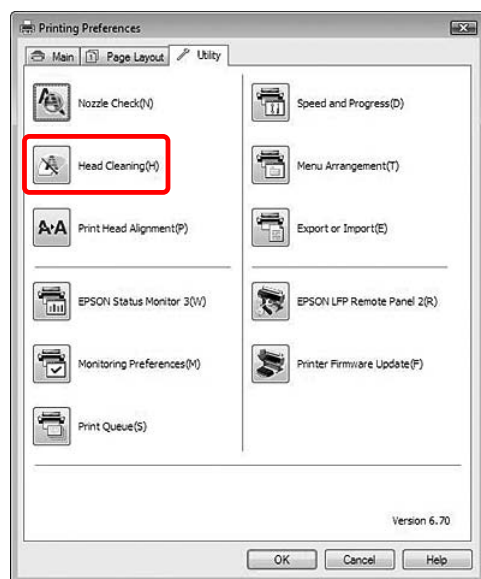 Printing Preferences
Main
Page Layout
Utility
Nozzle Check(N)
Speed and Progress(D)
Head Cleaning(H)
Menu Arrangement(T)
Print Head Alignment(P)
Export or Import(E)
EPSON Status Monitor 3(W)
EPSON LFP Remote Panel 2(R)
Monitoring Preferences(M)
Printer Firmware Update(F)
Print Queue(S)
Version 6.70
OK
Cancel
Help